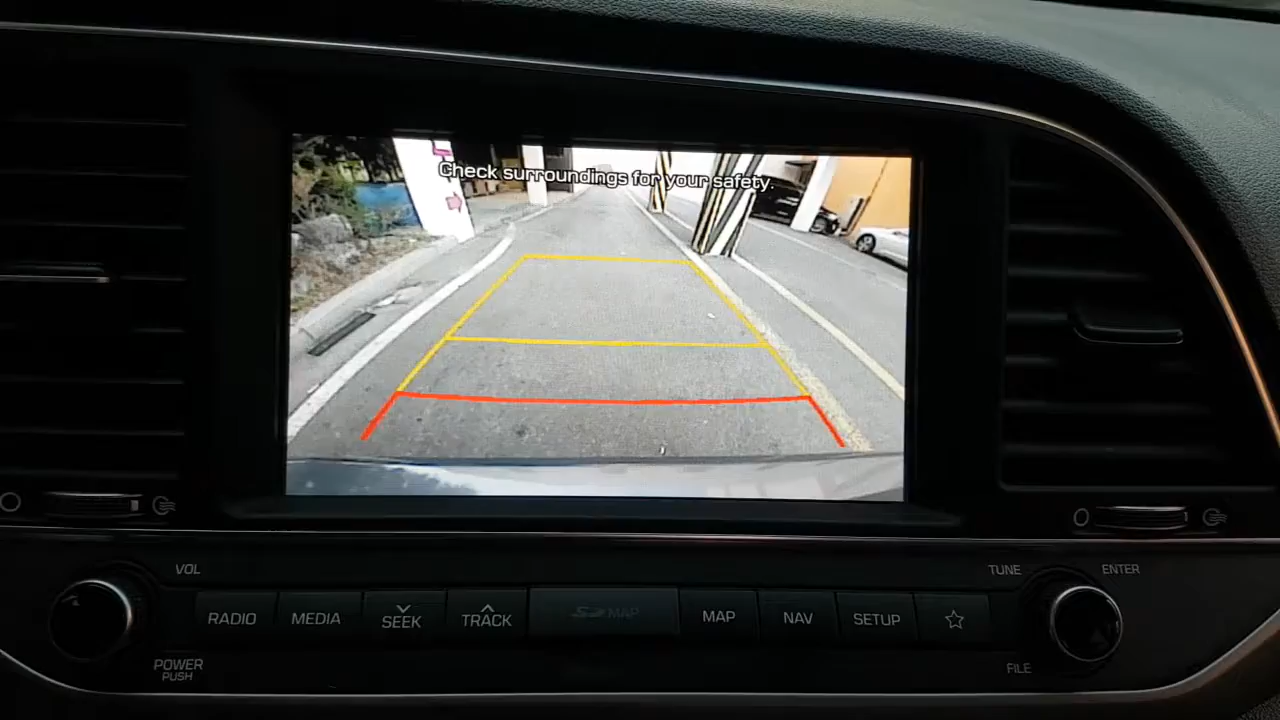 Check surroundings for your safety.
VOL
TUNE
ENTER
RADIO
MEDIA
SEEK
TRACK
SD MAP
MAP
NAV
SETUP
POWER
PUSH
FILE